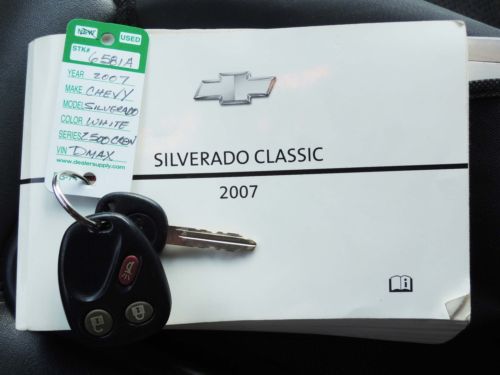 NEW USED
STK# 6581A
YEAR 2007
MAKE CHEVY
MODEL SILVERADO
COLOR WHITE
SERIES 2500 CREW
VIN DMAX
www.dealersupply.com
SILVERADO CLASSIC
2007